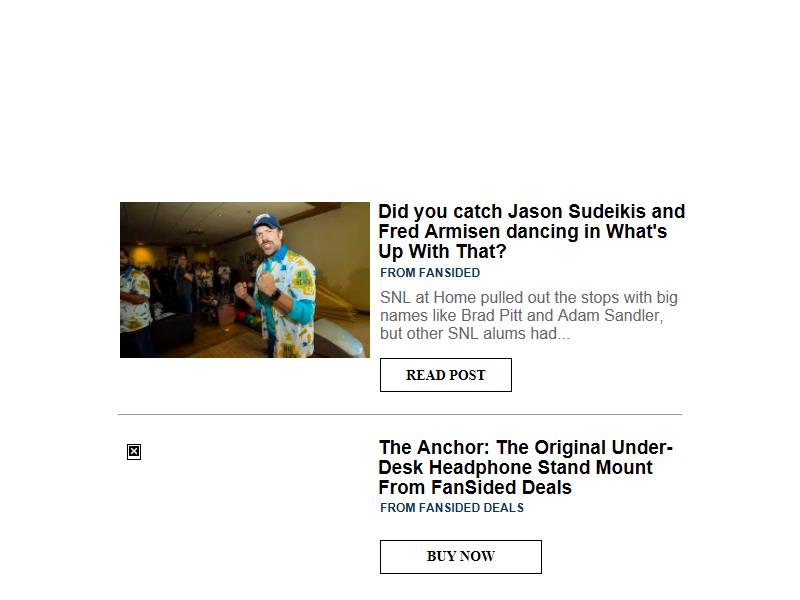 Did you catch Jason Sudeikis and
Fred Armisen dancing in What's
Up With That?
FROM FANSIDED
SNL at Home pulled out the stops with big
names like Brad Pitt and Adam Sandler,
but other SNL alums had...
READ POST
The Anchor: The Original Under-
Desk Headphone Stand Mount
From FanSided Deals
FROM FANSIDED DEALS
BUY NOW